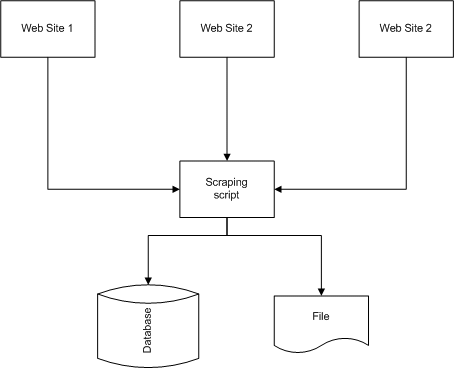 Web Site 1
Web Site 2
Web Site 2
Scraping
script
Database
File